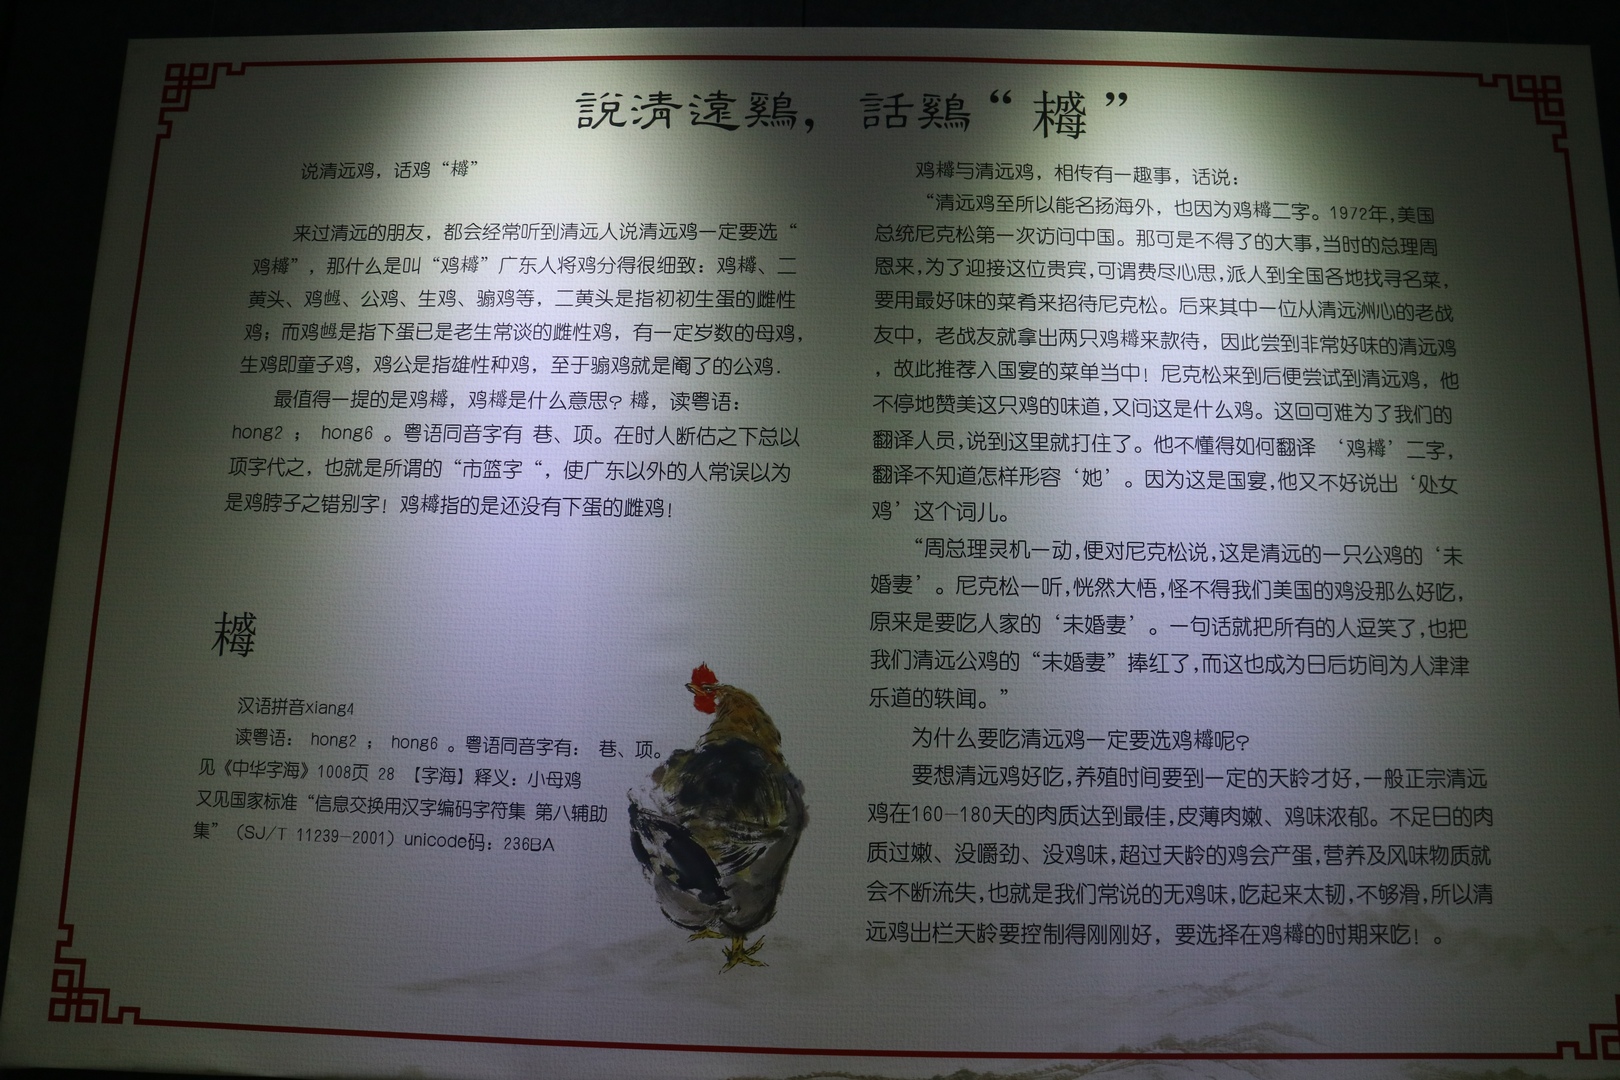 說清遠鷄，話鷄“𣚺”
说清远鸡，话鸡“𣚺”
来过清远的朋友，都会经常听到清远人说清远鸡一定要选“
鸡𣚺”，那什么是叫“鸡𣚺”广东人将鸡分得很细致：鸡𣚺、二
黄头、鸡乸、公鸡、生鸡、骟鸡等，二黄头是指初初生蛋的雌性
鸡；而鸡乸是指下蛋已是老生常谈的雌性鸡，有一定岁数的母鸡，
生鸡即童子鸡，鸡公是指雄性种鸡，至于骟鸡就是阉了的公鸡.
最值得一提的是鸡𣚺，鸡𣚺是什么意思？𣚺，读粤语：
hong2 ； hong6 。粤语同音字有 巷、项。在时人断估之下总以
项字代之，也就是所谓的“市篮字“，使广东以外的人常误以为
是鸡脖子之错别字！鸡𣚺指的是还没有下蛋的雌鸡！
𣚺
汉语拼音xiang4
读粤语： hong2 ； hong6 。粤语同音字有： 巷、项。
见《中华字海》1008页 28 【字海】释义：小母鸡
又见国家标准“信息交换用汉字编码字符集 第八辅助
集”（SJ/T 11239-2001）unicode码：236BA
鸡𣚺与清远鸡，相传有一趣事，话说：
“清远鸡至所以能名扬海外，也因为鸡𣚺二字。1972年,美国
总统尼克松第一次访问中国。那可是不得了的大事,当时的总理周
恩来,为了迎接这位贵宾,可谓费尽心思,派人到全国各地找寻名菜,
要用最好味的菜肴来招待尼克松。后来其中一位从清远洲心的老战
友中，老战友就拿出两只鸡𣚺来款待，因此尝到非常好味的清远鸡
，故此推荐入国宴的菜单当中！尼克松来到后便尝试到清远鸡，他
不停地赞美这只鸡的味道,又问这是什么鸡。这回可难为了我们的
翻译人员,说到这里就打住了。他不懂得如何翻译 ‘鸡𣚺’二字,
翻译不知道怎样形容‘她’。因为这是国宴,他又不好说出‘处女
鸡’这个词儿。
“周总理灵机一动,便对尼克松说,这是清远的一只公鸡的‘未
婚妻’。尼克松一听,恍然大悟,怪不得我们美国的鸡没那么好吃,
原来是要吃人家的‘未婚妻’。一句话就把所有的人逗笑了,也把
我们清远公鸡的“未婚妻”捧红了,而这也成为日后坊间为人津津
乐道的轶闻。”
为什么要吃清远鸡一定要选鸡𣚺呢？
要想清远鸡好吃,养殖时间要到一定的天龄才好,一般正宗清远
鸡在160-180天的肉质达到最佳,皮薄肉嫩、鸡味浓郁。不足日的肉
质过嫩、没嚼劲、没鸡味,超过天龄的鸡会产蛋,营养及风味物质就
会不断流失,也就是我们常说的无鸡味,吃起来太韧,不够滑,所以清
远鸡出栏天龄要控制得刚刚好，要选择在鸡𣚺的时期来吃！。